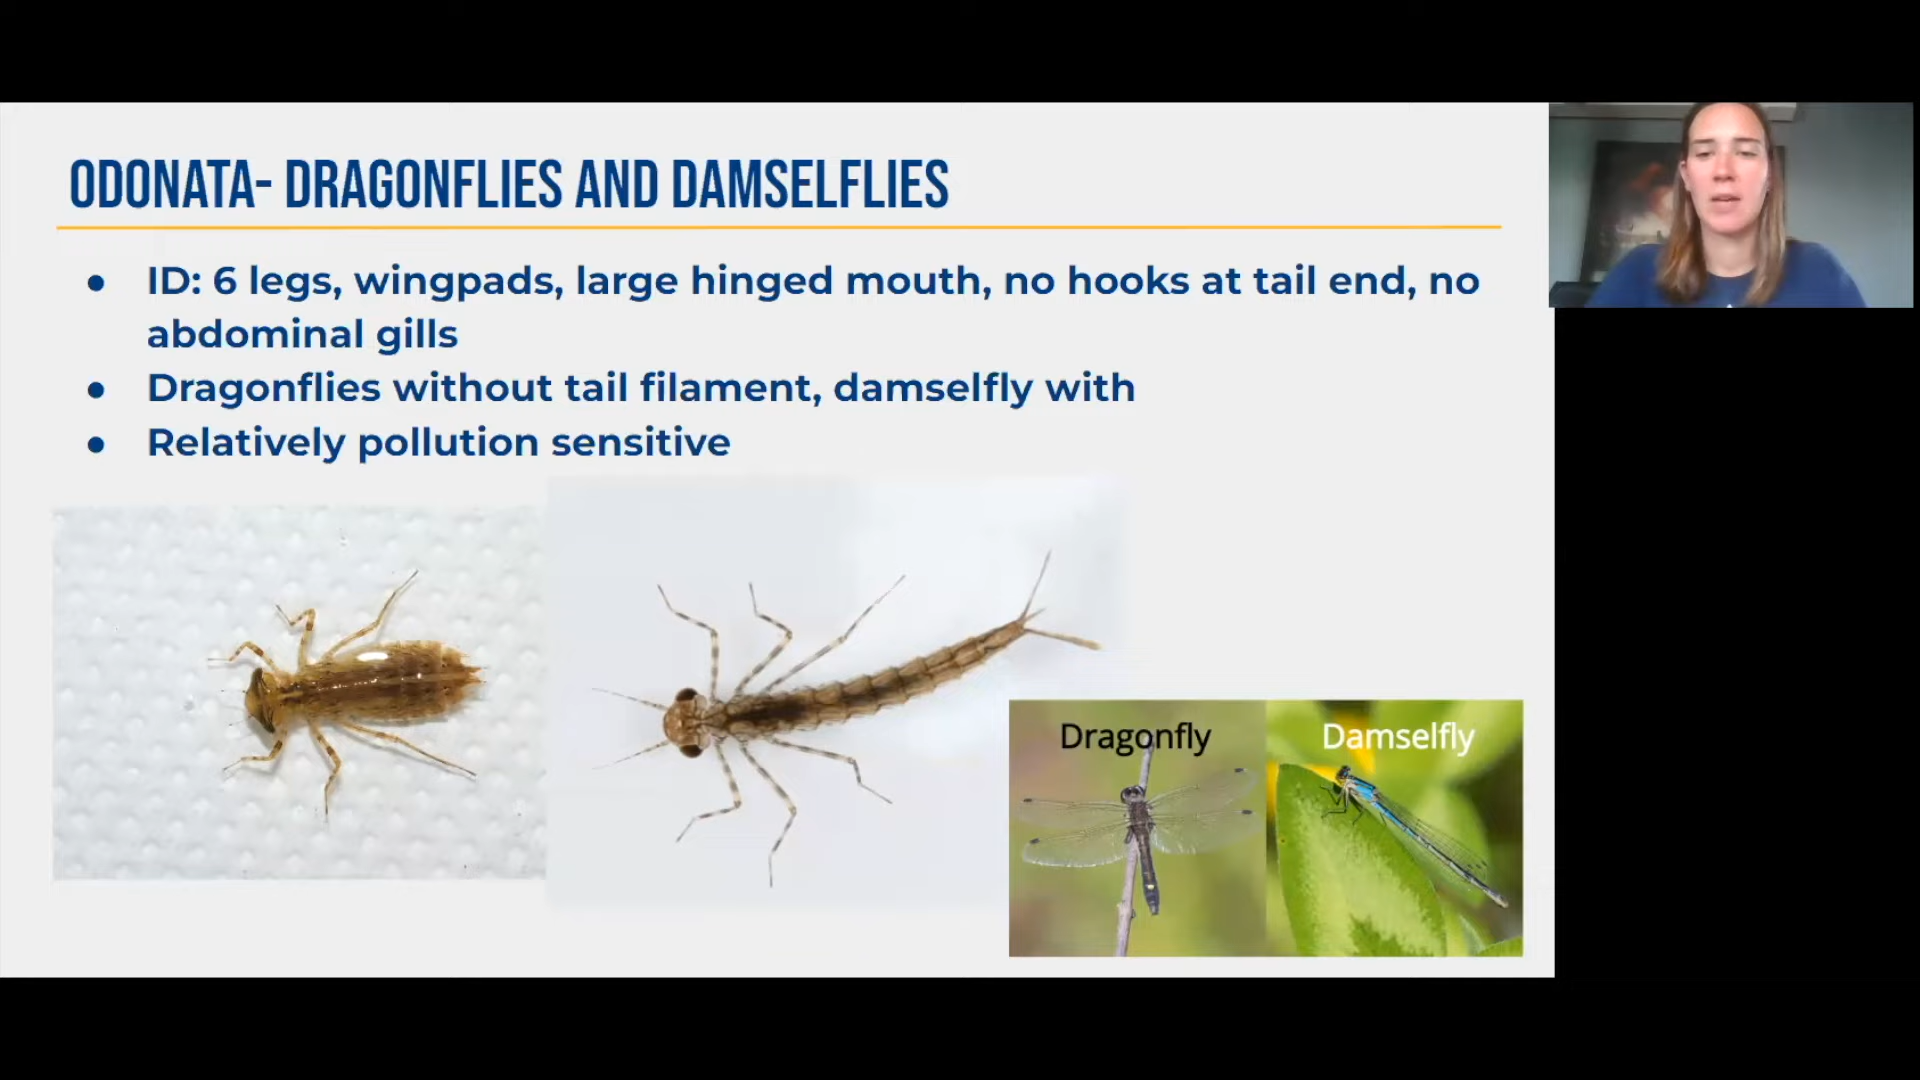 ODONATA- DRAGONFLIES AND DAMSELFLIES
● ID: 6 legs, wingpads, large hinged mouth, no hooks at tail end, no
abdominal gills
● Dragonflies without tail filament, damselfly with
● Relatively pollution sensitive
Dragonfly
Damselfly